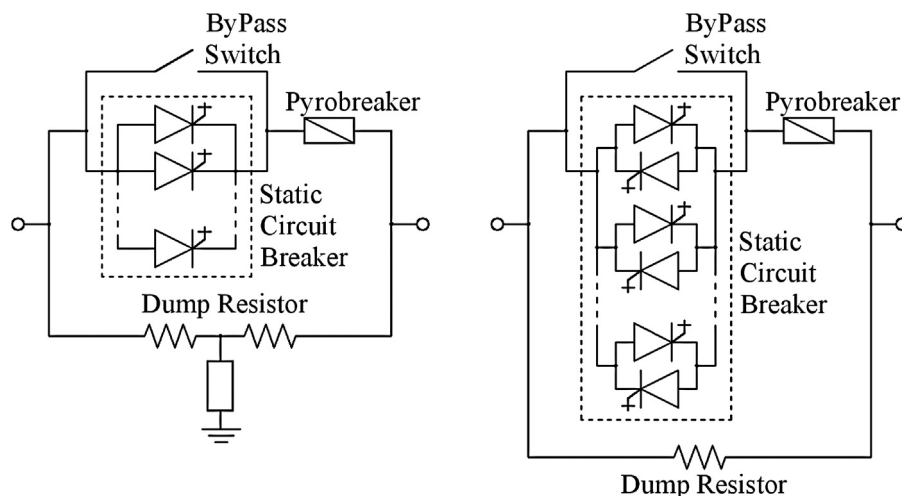 ByPass
Switch
Pyrobreaker
Static
Circuit
Breaker
Dump Resistor
ByPass
Switch
Pyrobreaker
Static
Circuit
Breaker
Dump Resistor